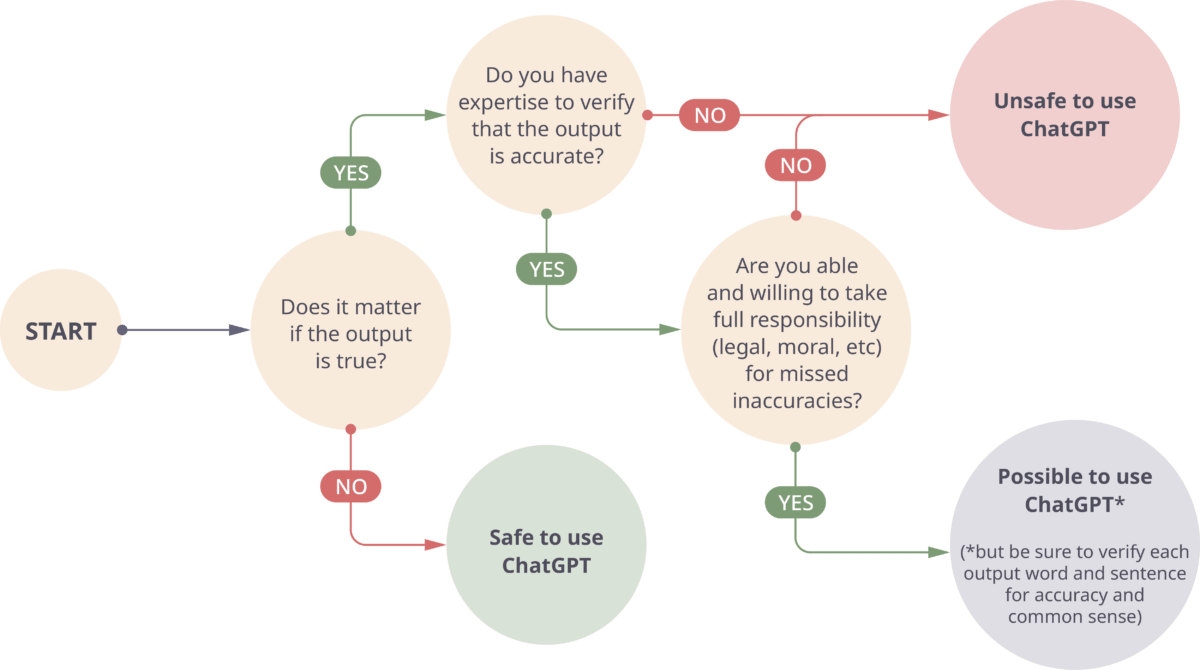 START
Does it matter
if the output
is true?
YES
NO
Do you have
expertise to verify
that the output
is accurate?
NO
YES
Are you able
and willing to take
full responsibility
(legal, moral, etc)
for missed
inaccuracies?
NO
YES
Unsafe to use
ChatGPT
Safe to use
ChatGPT
Possible to use
ChatGPT*
(*but be sure to verify each
output word and sentence
for accuracy and
common sense)